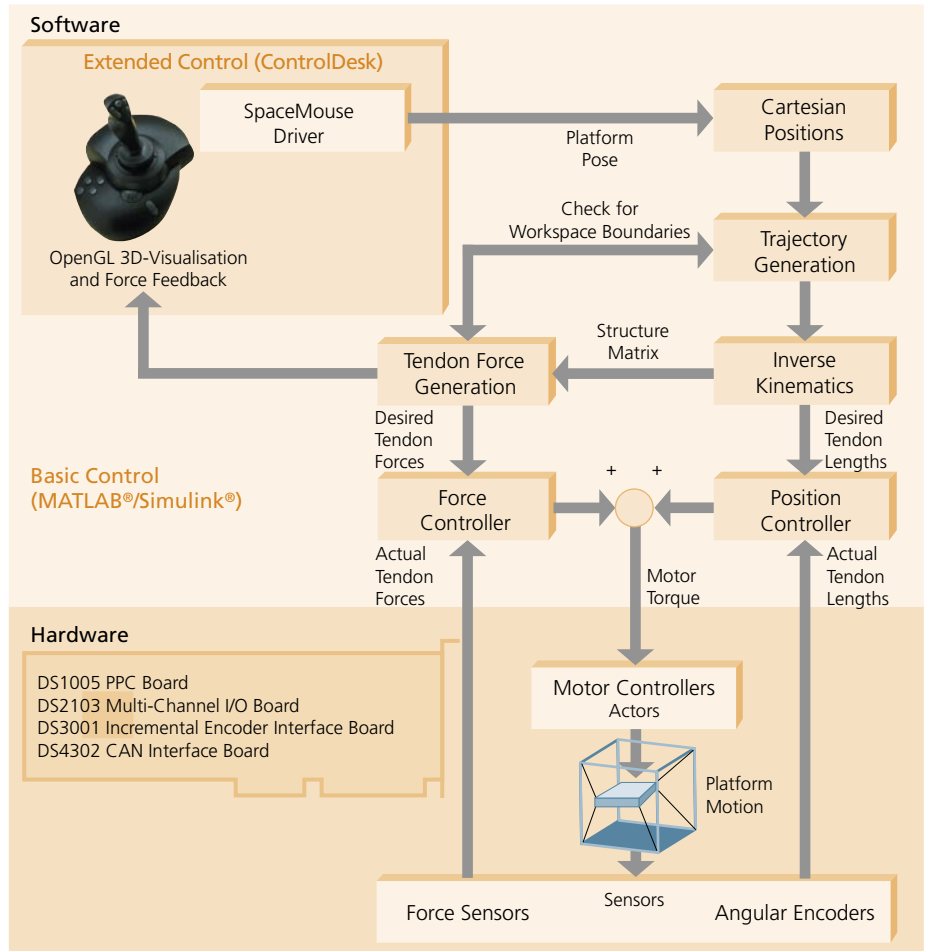 Software
Extended Control (ControlDesk)
SpaceMouse
Driver
Platform
Pose
Cartesian
Positions
OpenGL 3D-Visualisation
and Force Feedback
Check for
Workspace Boundaries
Trajectory
Generation
Tendon Force
Generation
Structure
Matrix
Inverse
Kinematics
Desired
Tendon
Forces
Desired
Tendon
Lengths
Basic Control
(MATLAB®/Simulink®)
Force
Controller
+ +
Position
Controller
Actual
Tendon
Forces
Motor
Torque
Actual
Tendon
Lengths
Hardware
DS1005 PPC Board
DS2103 Multi-Channel I/O Board
DS3001 Incremental Encoder Interface Board
DS4302 CAN Interface Board
Motor Controllers
Actors
Platform
Motion
Force Sensors
Sensors
Angular Encoders